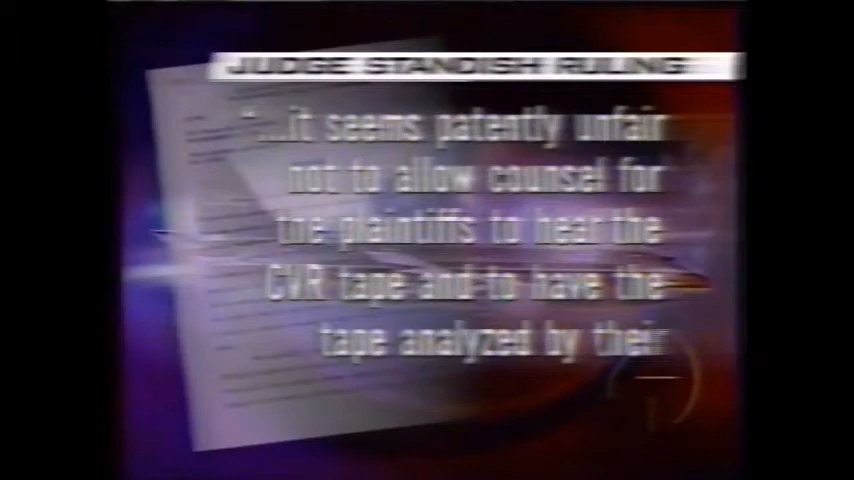 JUDGE STANDISH RULING
"...it seems patently unfair
not to allow counsel for
the plaintiffs to hear the
CVR tape and to have the
tape analyzed by their